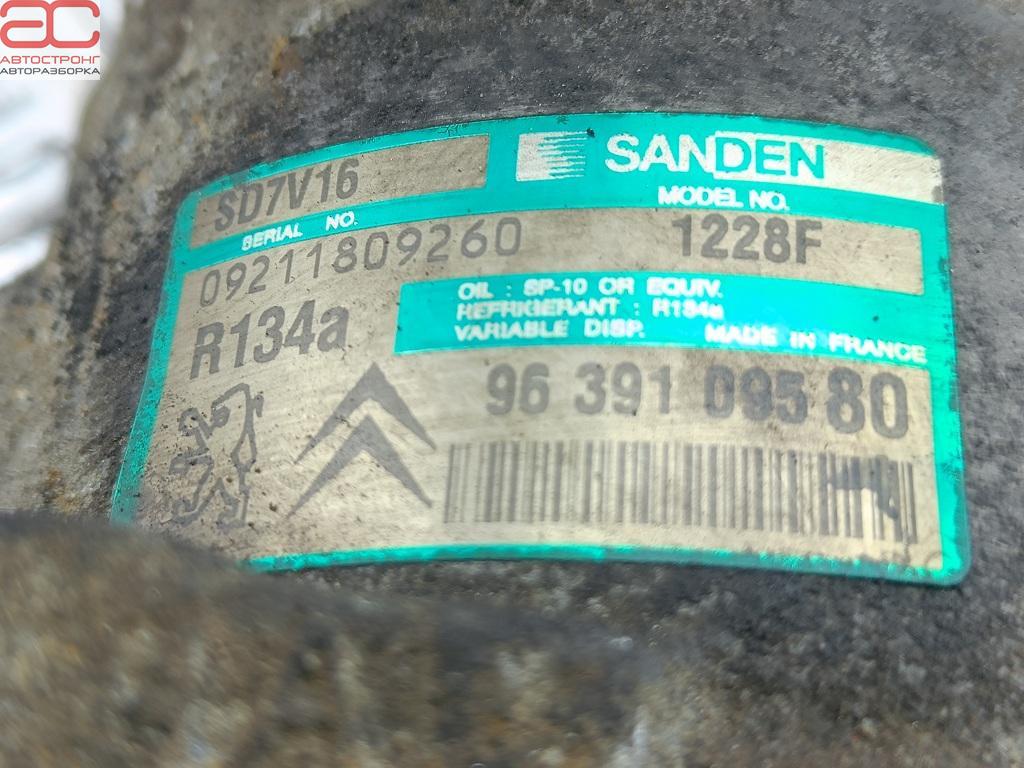 АС
АВТОСТРОНГ
АВТОРАЗБОРКА
SANDEN
SD7V16
MODEL NO.
SERIAL NO.
1228F
09211809260
OIL : SP-10 OR EQUIV.
REFRIGERANT : R134a
R134a
VARIABLE DISP. MADE IN FRANCE
96 391 095 80